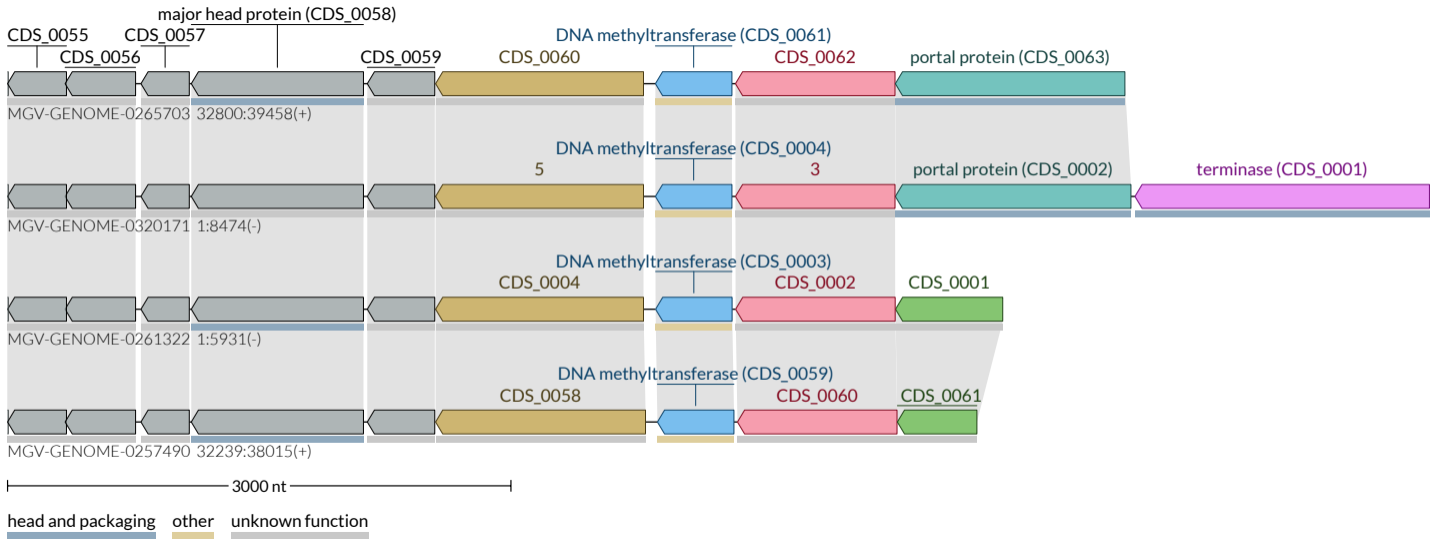 major head protein (CDS_0058)
CDS_0055 CDS_0057 DNA methyltransferase (CDS_0061)
CDS_0056 CDS_0059 CDS_0060 CDS_0062 portal protein (CDS_0063)
MGV-GENOME-0265703 32800:39458(+)
DNA methyltransferase (CDS_0004)
5 3 portal protein (CDS_0002) terminase (CDS_0001)
MGV-GENOME-0320171 1:8474(-)
DNA methyltransferase (CDS_0003)
CDS_0004 CDS_0002 CDS_0001
MGV-GENOME-0261322 1:5931(-)
DNA methyltransferase (CDS_0059)
CDS_0058 CDS_0060 CDS_0061
MGV-GENOME-0257490 32239:38015(+)
3000 nt
head and packaging other unknown function